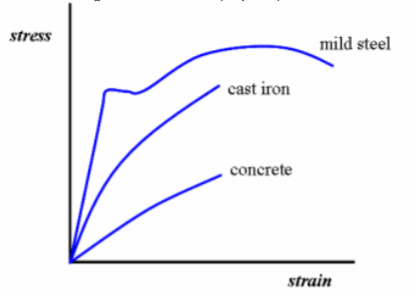 stress
mild steel
cast iron
concrete
strain